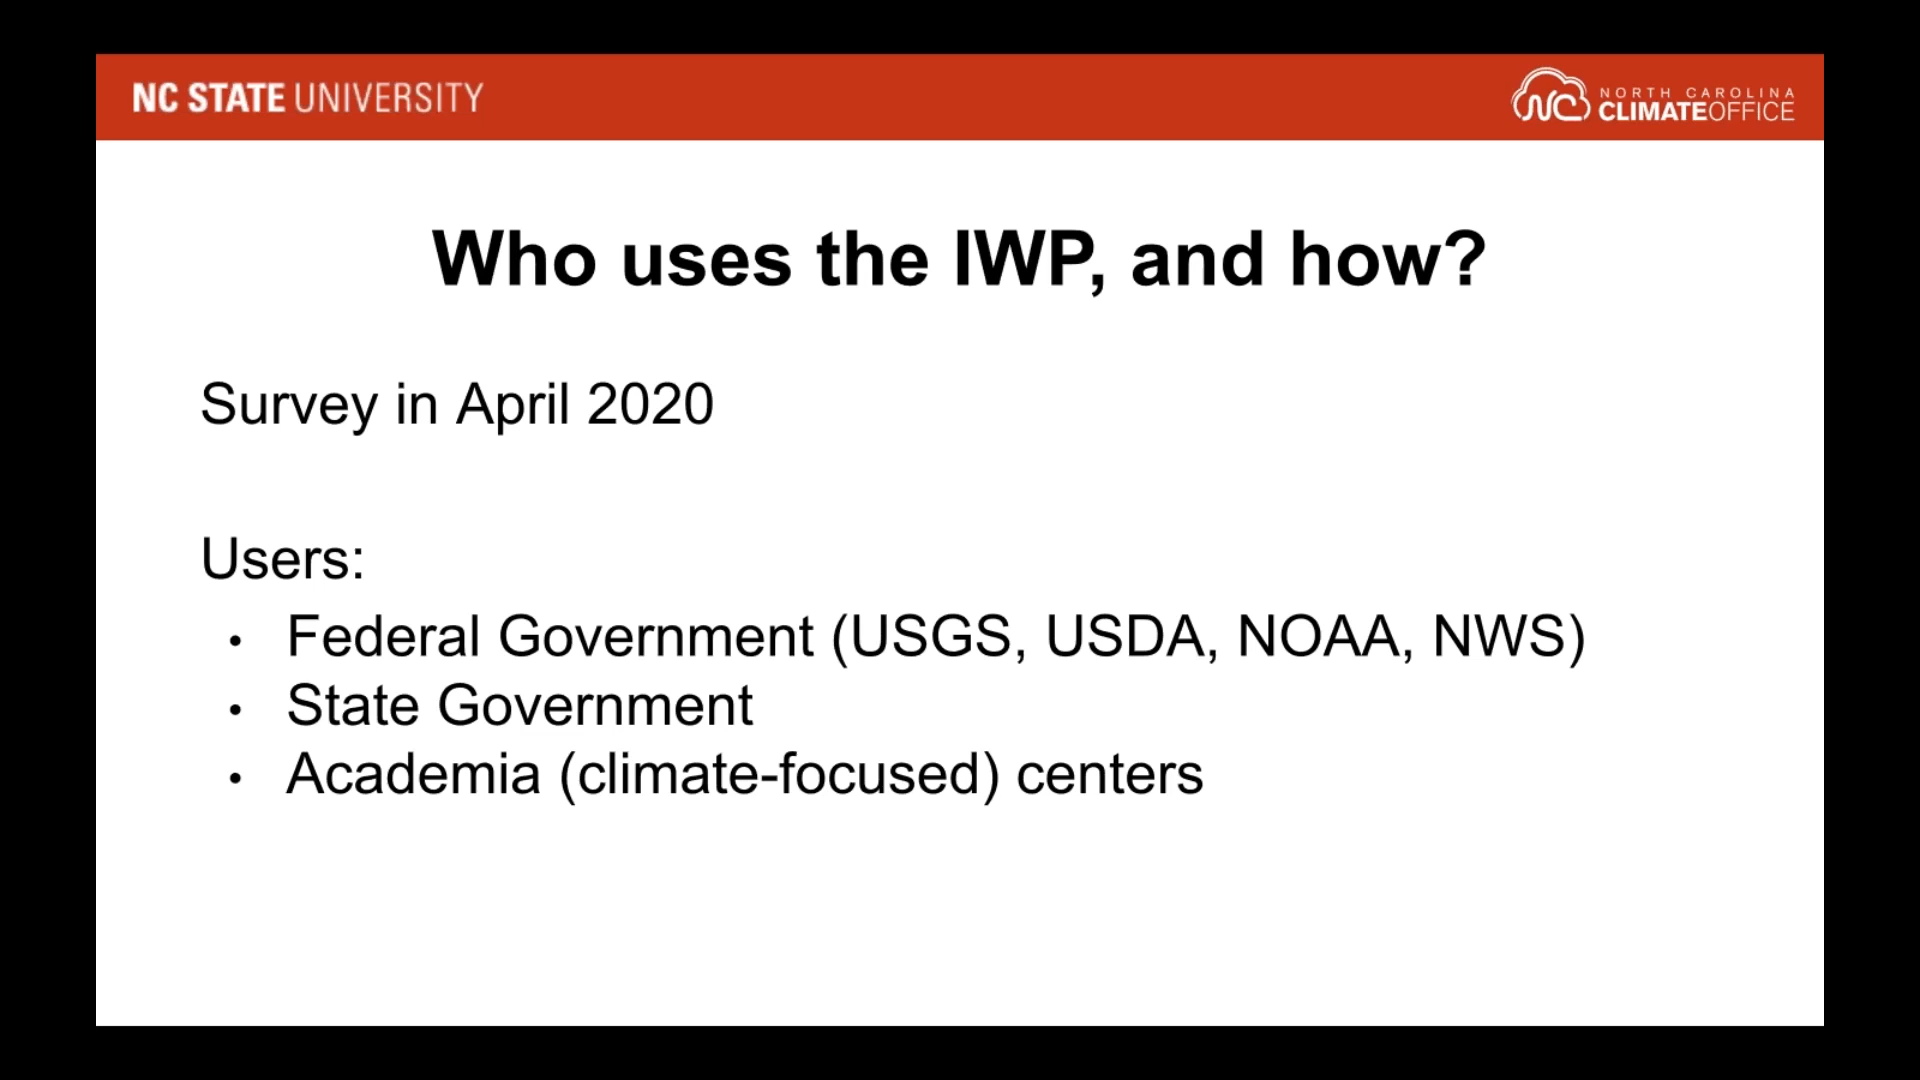 NC STATE UNIVERSITY
NC
NORTH CAROLINA
CLIMATEOFFICE
Who uses the IWP, and how?
Survey in April 2020
Users:
• Federal Government (USGS, USDA, NOAA, NWS)
• State Government
• Academia (climate-focused) centers